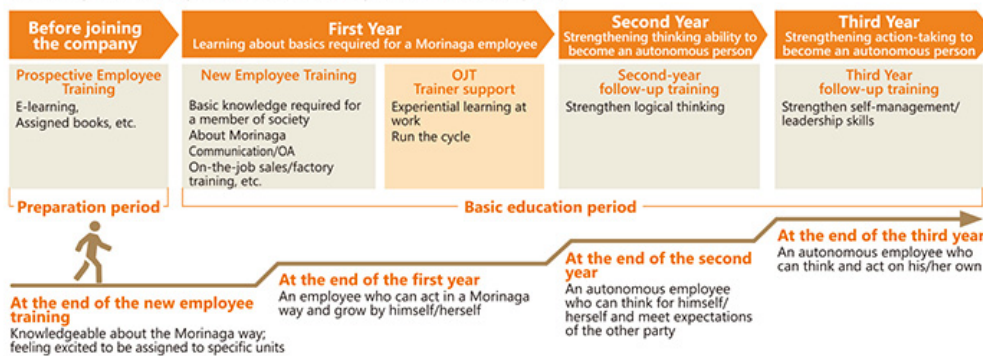 Before joining
the company
First Year
Learning about basics required for a Morinaga employee
Second Year
Strengthening thinking ability to
become an autonomous person
Third Year
Strengthening action-taking to
become an autonomous person
Prospective Employee
Training
E-learning,
Assigned books, etc.
New Employee Training
Basic knowledge required for
a member of society
About Morinaga
Communication/OA
On-the-job sales/factory
training, etc.
OJT
Trainer support
Experiential learning at
work
Run the cycle
Second-year
follow-up training
Strengthen logical thinking
Third Year
follow-up training
Strengthen self-management/
leadership skills
Preparation period
Basic education period
At the end of the new employee
training
Knowledgeable about the Morinaga way;
feeling excited to be assigned to specific units
At the end of the first year
An employee who can act in a Morinaga
way and grow by himself/herself
At the end of the second
year
An autonomous employee
who can think for himself/
herself and meet expectations
of the other party
At the end of the third year
An autonomous employee who
can think and act on his/her own